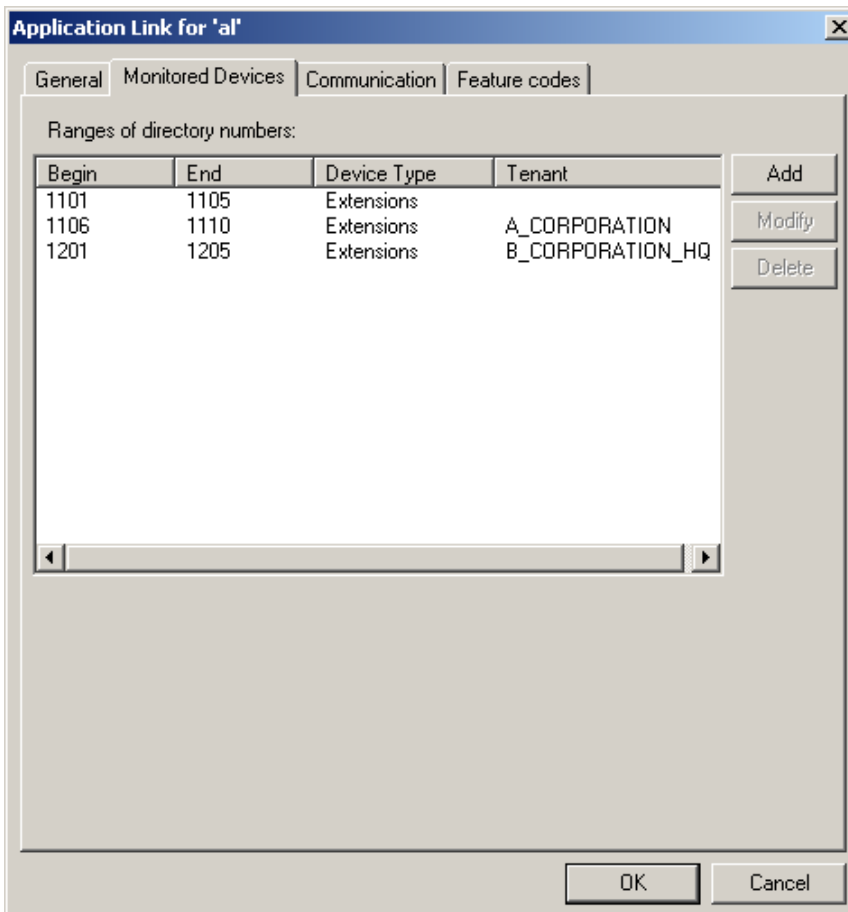 Application Link for 'al'
General Monitored Devices Communication Feature codes
Ranges of directory numbers:
Begin End Device Type Tenant Add
1101 1105 Extensions
1106 1110 Extensions A_CORPORATION Modify
1201 1205 Extensions B_CORPORATION_HQ
Delete
OK Cancel